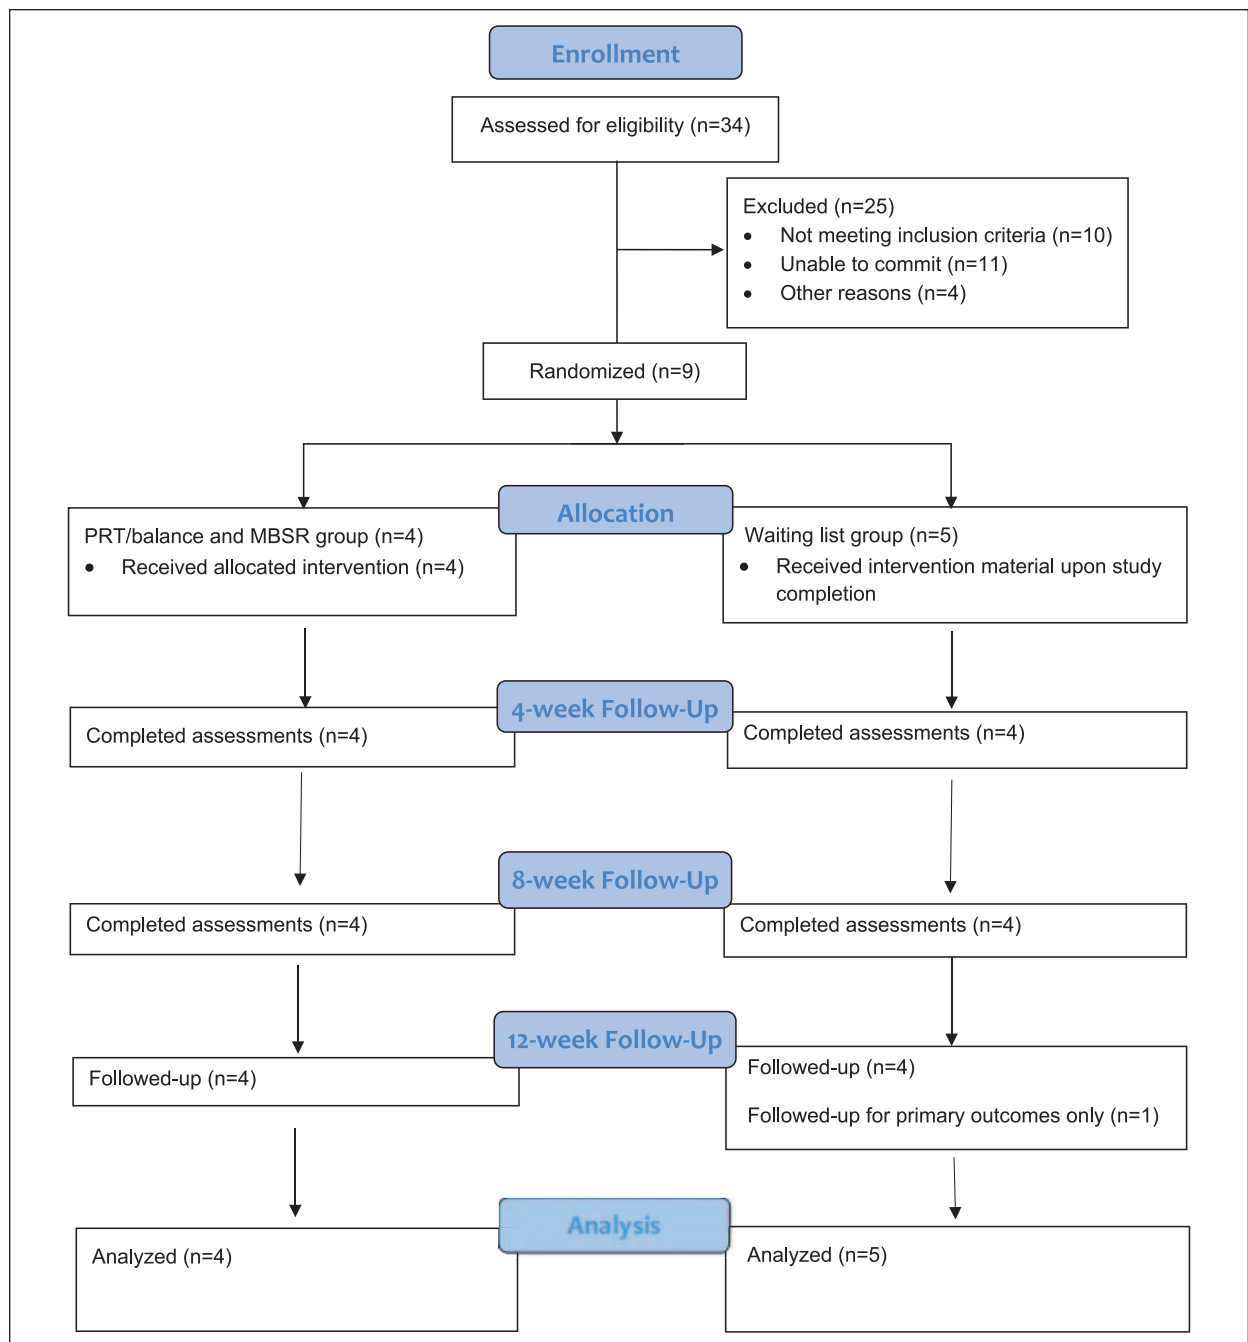 Enrollment
Assessed for eligibility (n=34)
Excluded (n=25)
• Not meeting inclusion criteria (n=10)
• Unable to commit (n=11)
• Other reasons (n=4)
Randomized (n=9)
Allocation
PRT/balance and MBSR group (n=4)
• Received allocated intervention (n=4)
Waiting list group (n=5)
• Received intervention material upon study
completion
4-week Follow-Up
Completed assessments (n=4)
Completed assessments (n=4)
8-week Follow-Up
Completed assessments (n=4)
Completed assessments (n=4)
12-week Follow-Up
Followed-up (n=4)
Followed-up (n=4)
Followed-up for primary outcomes only (n=1)
Analysis
Analyzed (n=4)
Analyzed (n=5)